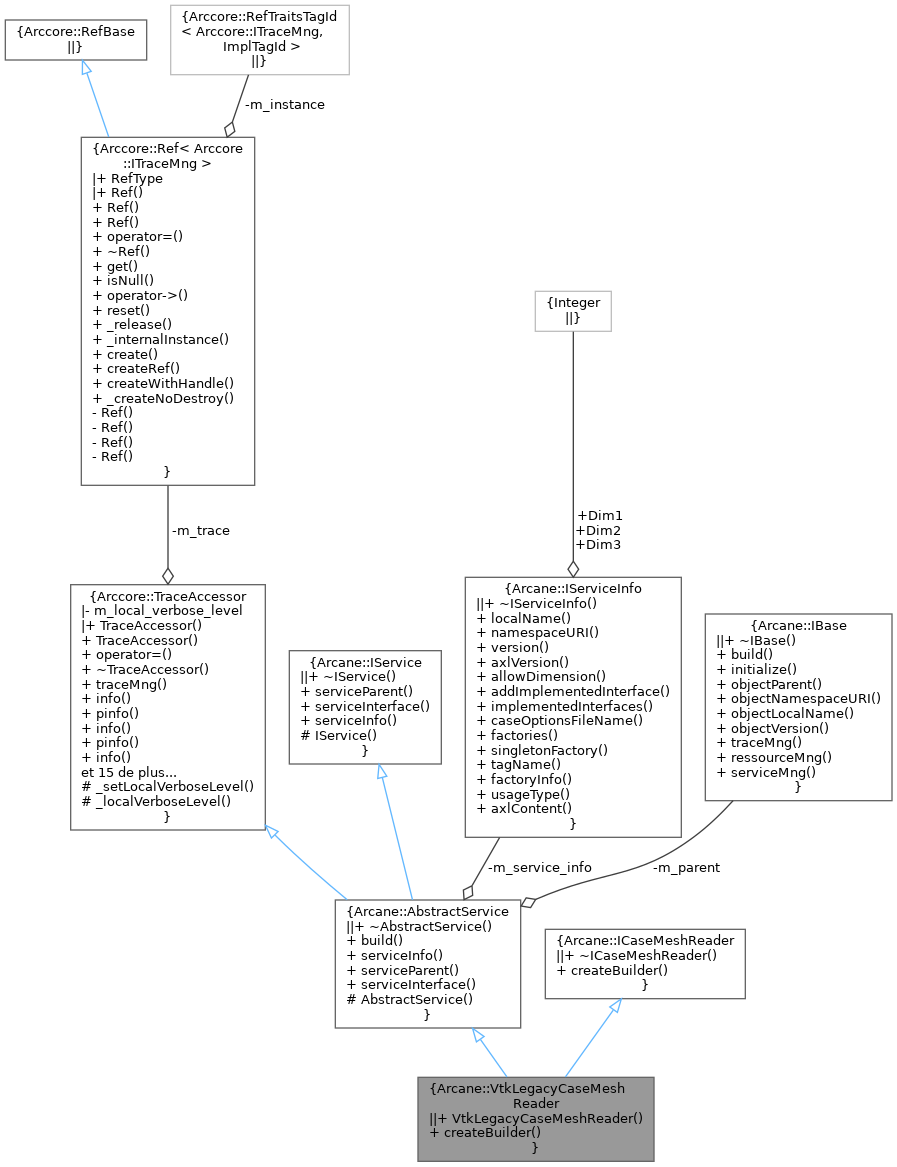 {Arccore::RefBase
||}
{Arccore::RefTraitsTagId
< Arccore::ITraceMng,
ImplTagId >
||}
-m_instance
{Arccore::Ref< Arccore
::ITraceMng >
|+ RefType
|+ Ref()
+ Ref()
+ Ref()
+ operator=()
+ ~Ref()
+ get()
+ isNull()
+ operator->()
+ reset()
+ _release()
+ _internalInstance()
+ create()
+ createRef()
+ createWithHandle()
+ _createNoDestroy()
- Ref()
- Ref()
- Ref()
- Ref()
}
{Integer
||}
-m_trace
+Dim1
+Dim2
+Dim3
{Arccore::TraceAccessor
|- m_local_verbose_level
|+ TraceAccessor()
+ TraceAccessor()
+ operator=()
+ ~TraceAccessor()
+ traceMng()
+ info()
+ pinfo()
+ info()
+ pinfo()
+ info()
et 15 de plus...
# _setLocalVerboseLevel()
# _localVerboseLevel()
}
{Arcane::IService
||+ ~IService()
+ serviceParent()
+ serviceInterface()
+ serviceInfo()
# IService()
}
{Arcane::IServiceInfo
||+ ~IServiceInfo()
+ localName()
+ namespaceURI()
+ version()
+ axlVersion()
+ allowDimension()
+ addImplementedInterface()
+ implementedInterfaces()
+ caseOptionsFileName()
+ factories()
+ singletonFactory()
+ tagName()
+ factoryInfo()
+ usageType()
+ axlContent()
}
{Arcane::IBase
||+ ~IBase()
+ build()
+ initialize()
+ objectParent()
+ objectNamespaceURI()
+ objectLocalName()
+ objectVersion()
+ traceMng()
+ ressourceMng()
+ serviceMng()
}
-m_service_info
-m_parent
{Arcane::AbstractService
||+ ~AbstractService()
+ build()
+ serviceInfo()
+ serviceParent()
+ serviceInterface()
# AbstractService()
}
{Arcane::ICaseMeshReader
||+ ~ICaseMeshReader()
+ createBuilder()
}
{Arcane::VtkLegacyCaseMesh
Reader
||+ VtkLegacyCaseMeshReader()
+ createBuilder()
}